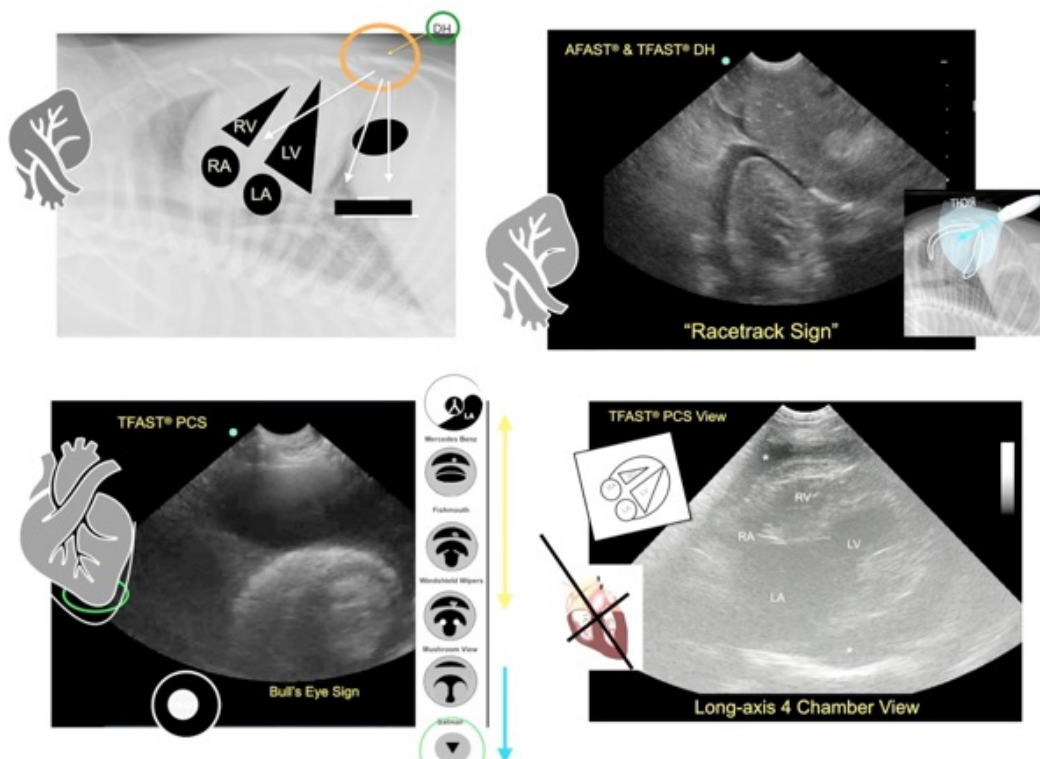 DH
RV
RA
LV
LA
AFAST® & TFAST® DH
"Racetrack Sign"
TFAST® PCS
Bull's Eye Sign
LA
Mercedes Benz
Fishmouth
Windshield Wipers
Mushroom View
TFAST® PCS View
*
RV
RA
LV
LA
*
Long-axis 4 Chamber View